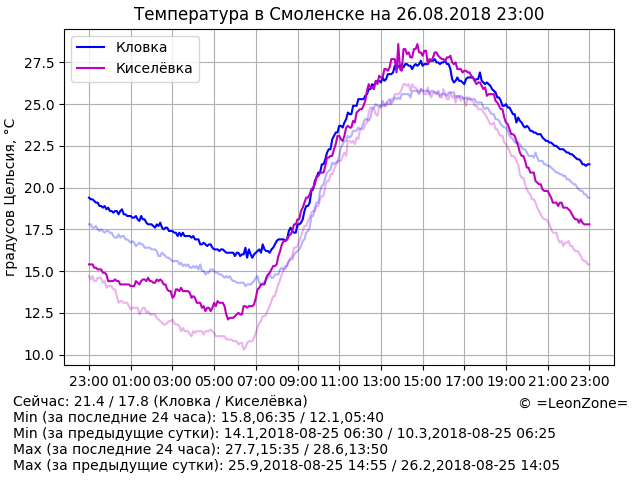 Температура в Смоленске на 26.08.2018 23:00
Кловка
Киселёвка
градусов Цельсия, °C
27.5
25.0
22.5
20.0
17.5
15.0
12.5
10.0
23:00 01:00 03:00 05:00 07:00 09:00 11:00 13:00 15:00 17:00 19:00 21:00 23:00
Сейчас: 21.4 / 17.8 (Кловка / Киселёвка)
© =LeonZone=
Min (за последние 24 часа): 15.8,06:35 / 12.1,05:40
Min (за предыдущие сутки): 14.1,2018-08-25 06:30 / 10.3,2018-08-25 06:25
Max (за последние 24 часа): 27.7,15:35 / 28.6,13:50
Max (за предыдущие сутки): 25.9,2018-08-25 14:55 / 26.2,2018-08-25 14:05